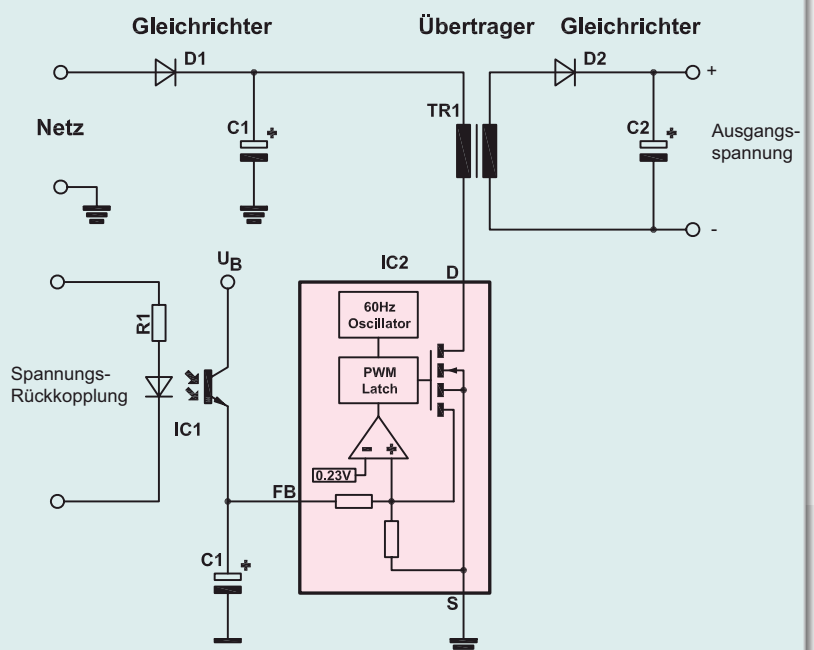 Gleichrichter
Übertrager
Gleichrichter
D1
D2
+
TR1
C1
+
C2
+
Netz
Ausgangs-
spannung
-
UB
IC2
D
60Hz
Oscillator
R1
PWM
Latch
Spannungs-
Rückkopplung
IC1
- +
0.23V
FB
C1
+
S